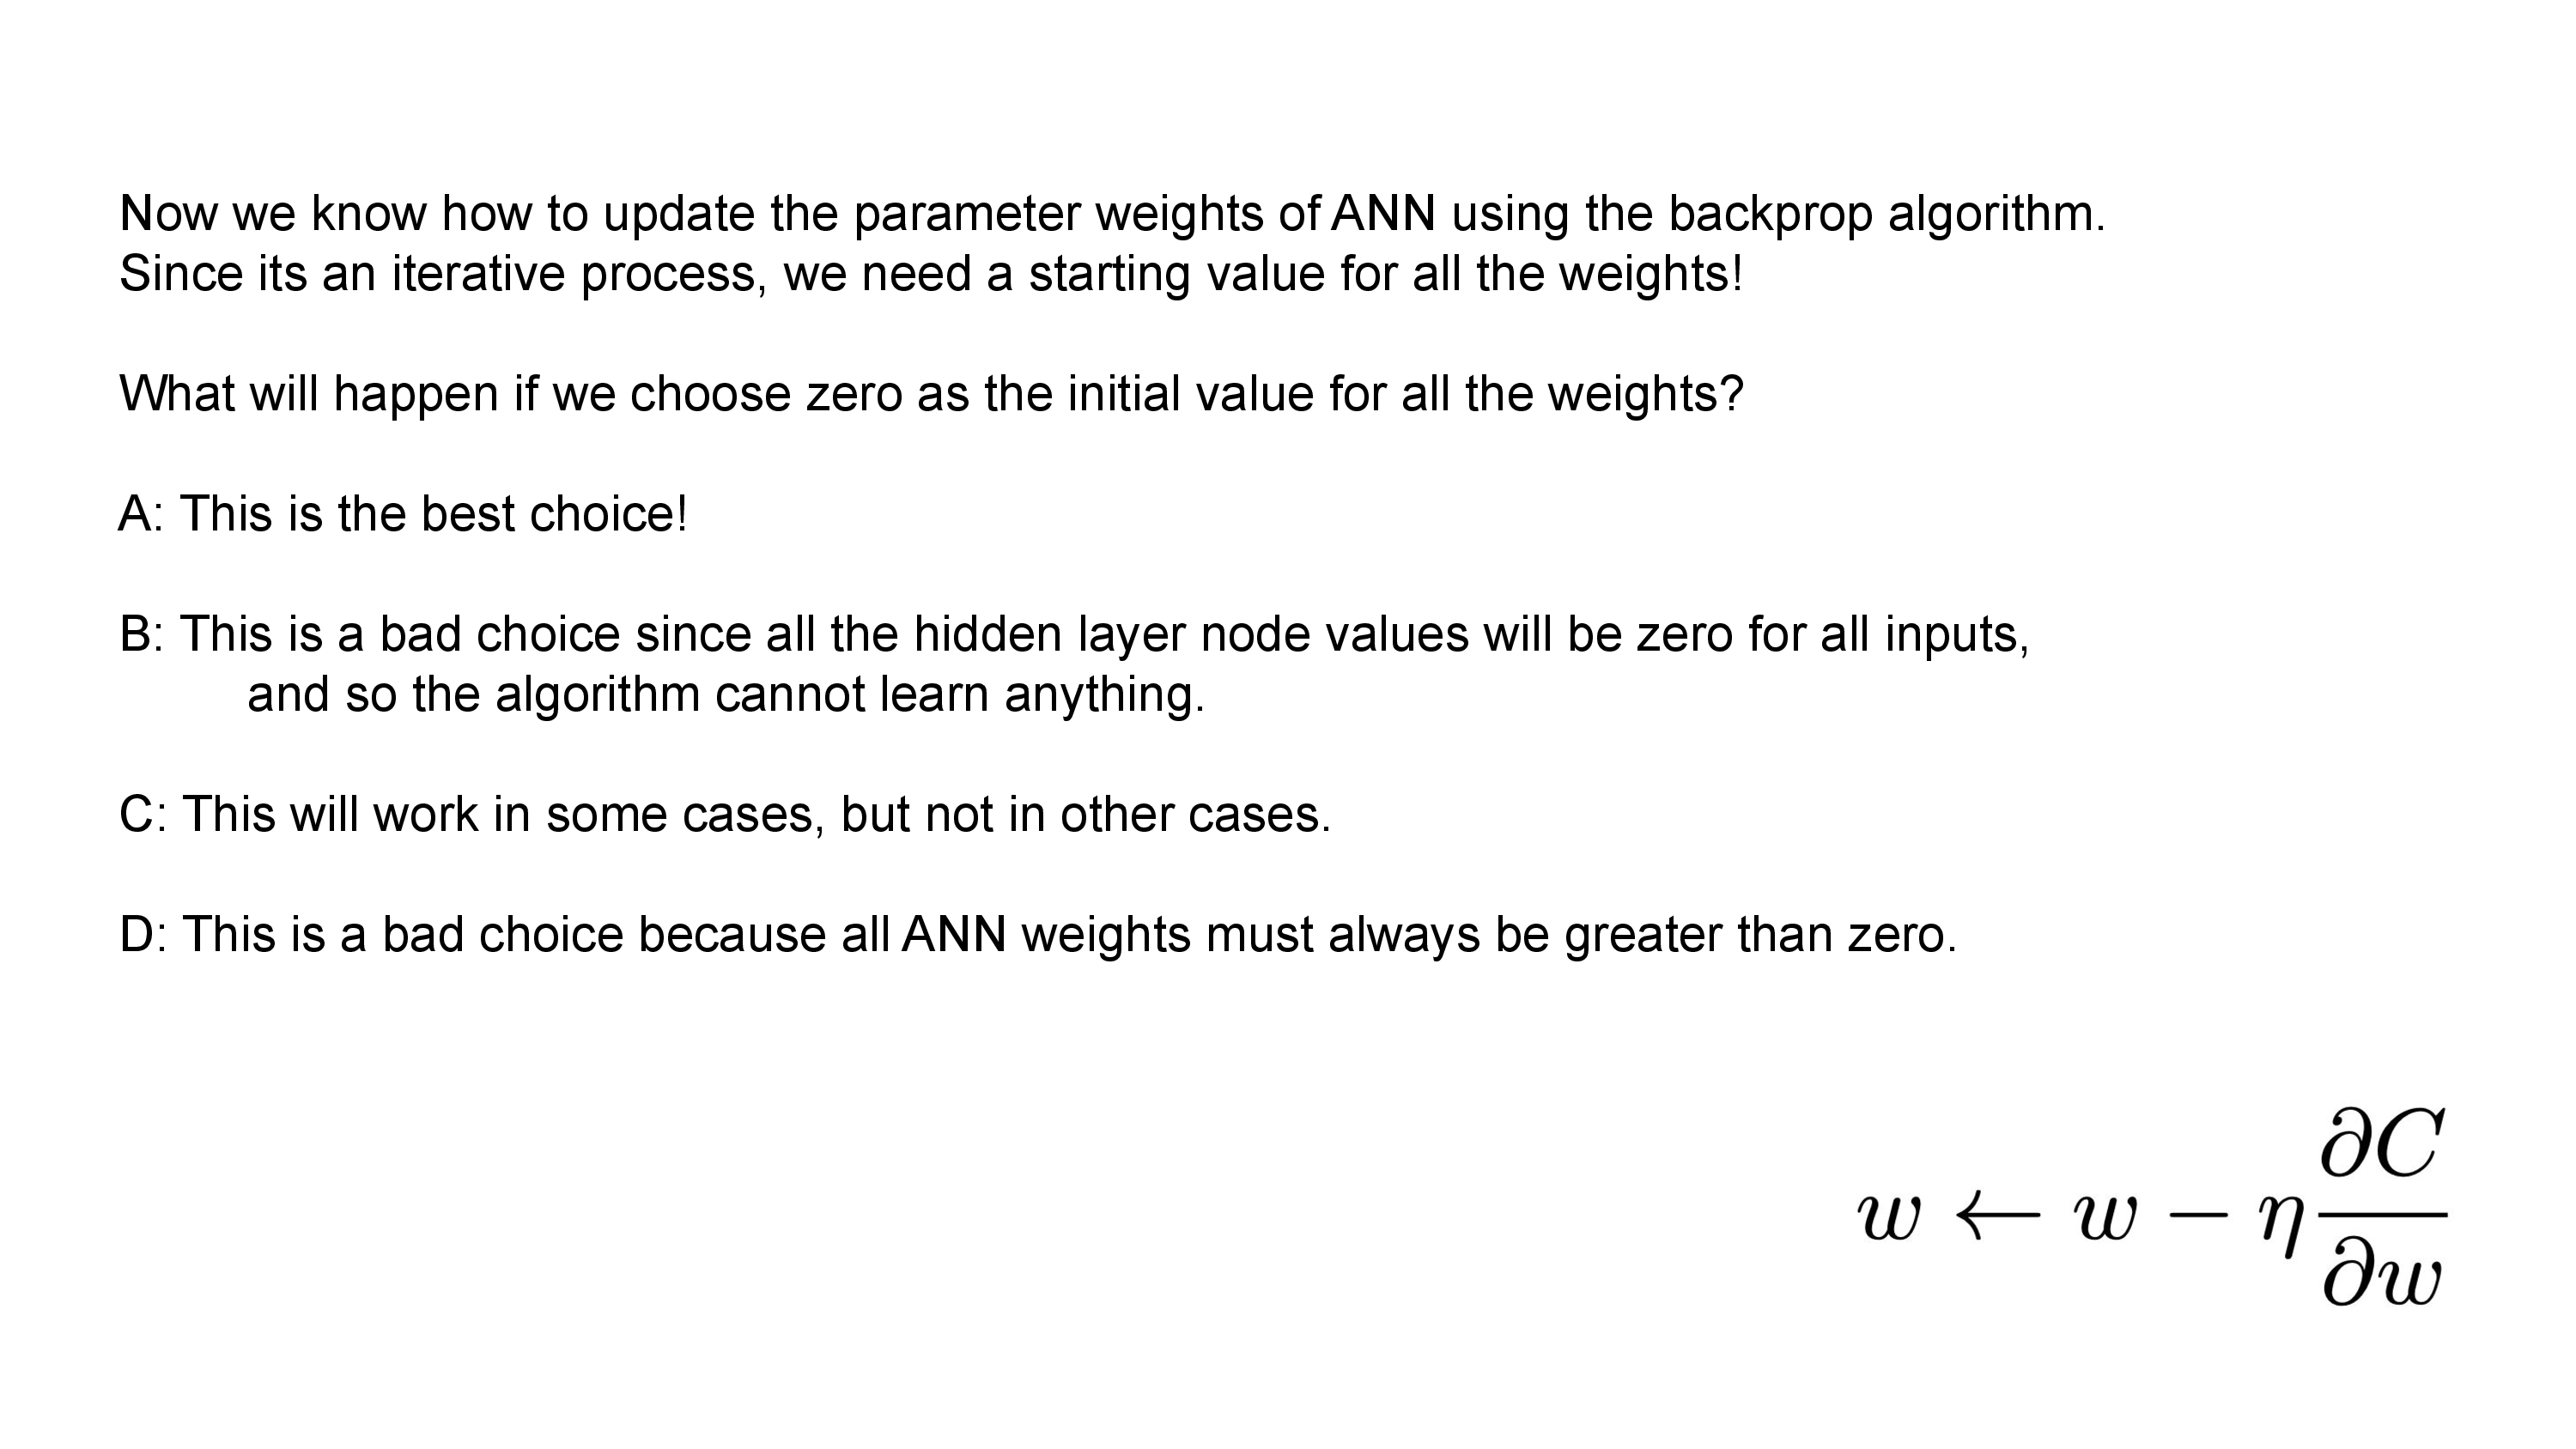 Now we know how to update the parameter weights of ANN using the backprop algorithm.
Since its an iterative process, we need a starting value for all the weights!
What will happen if we choose zero as the initial value for all the weights?
A: This is the best choice!
B: This is a bad choice since all the hidden layer node values will be zero for all inputs,
and so the algorithm cannot learn anything.
C: This will work in some cases, but not in other cases.
D: This is a bad choice because all ANN weights must always be greater than zero.
w ← w − η ∂C/∂w